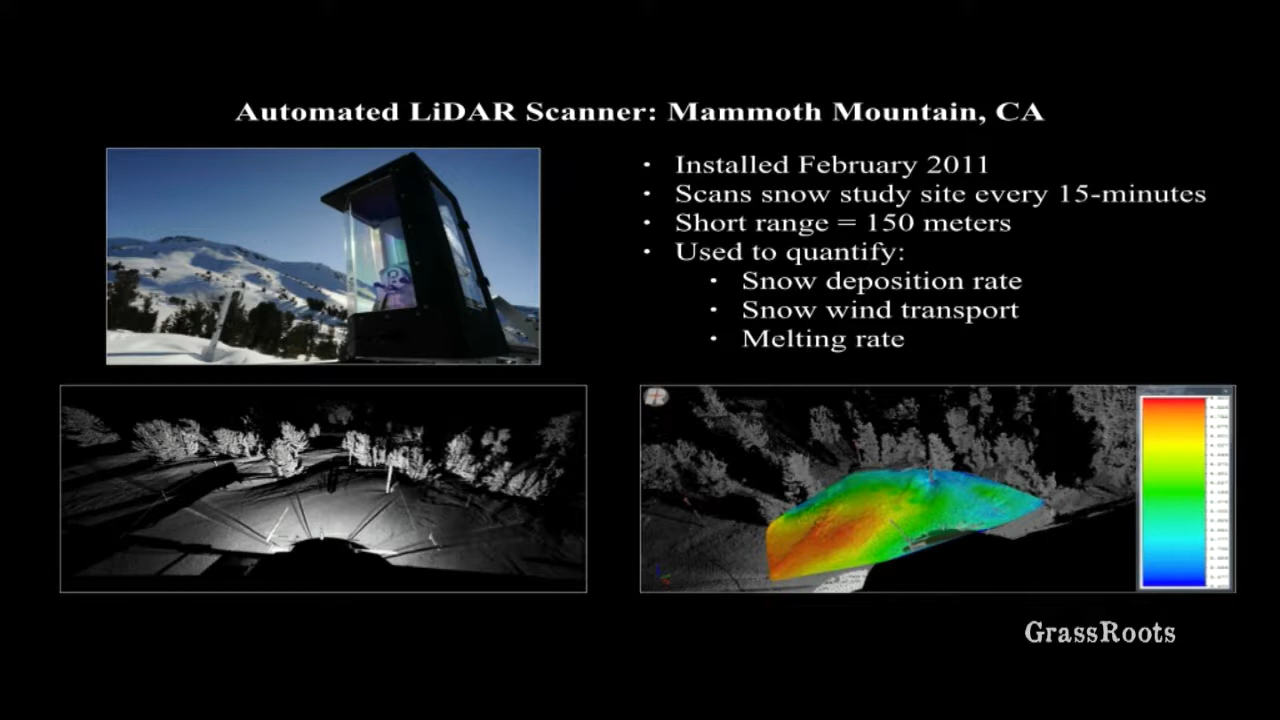 Automated LiDAR Scanner: Mammoth Mountain, CA
• Installed February 2011
• Scans snow study site every 15-minutes
• Short range = 150 meters
• Used to quantify:
• Snow deposition rate
• Snow wind transport
• Melting rate
GrassRoots